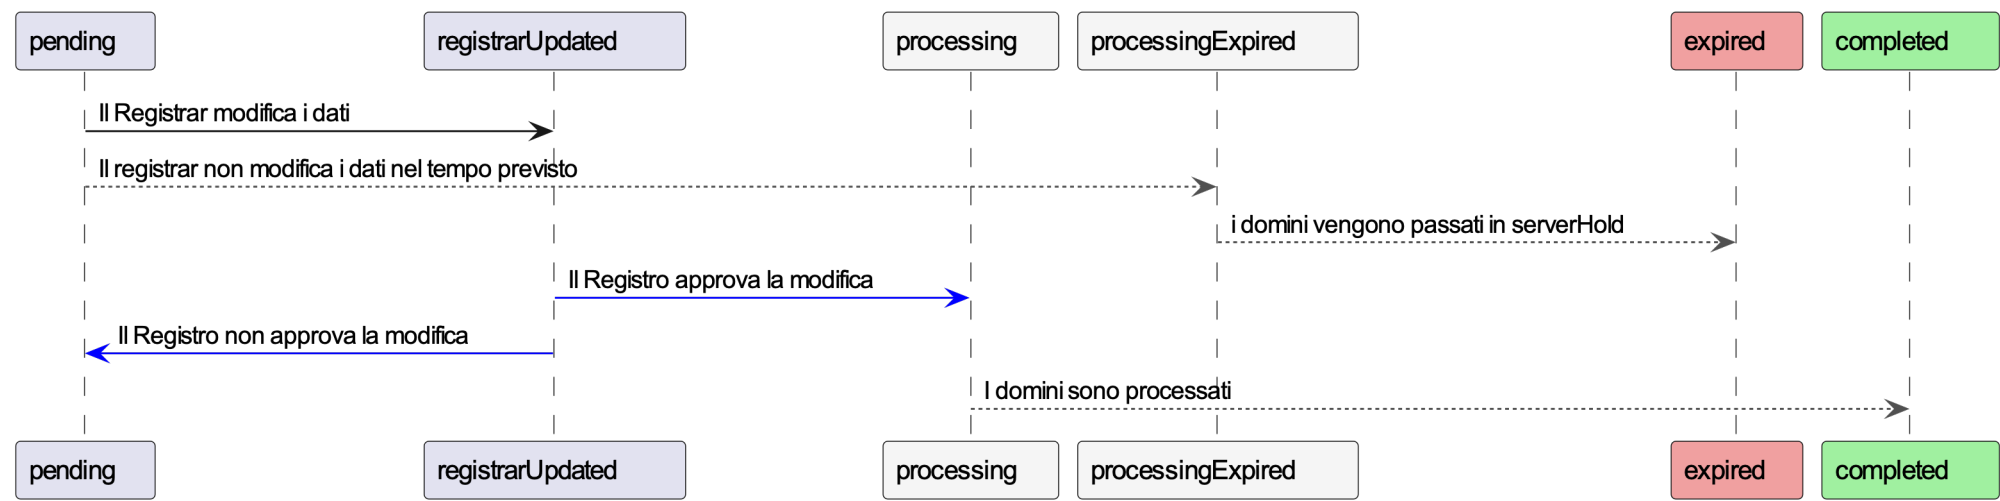 pending
registrarUpdated
processing
processingExpired
expired
completed
Il Registrar modifica i dati
Il registrar non modifica i dati nel tempo previsto
i domini vengono passati in serverHold
Il Registro approva la modifica
Il Registro non approva la modifica
I domini sono processati
pending
registrarUpdated
processing
processingExpired
expired
completed